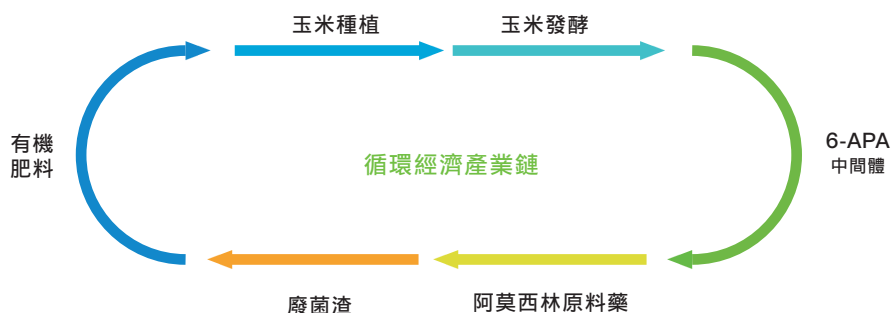 玉米種植
玉米發酵
有機
肥料
循環經濟產業鏈
6-APA
中間體
廢菌渣
阿莫西林原料藥